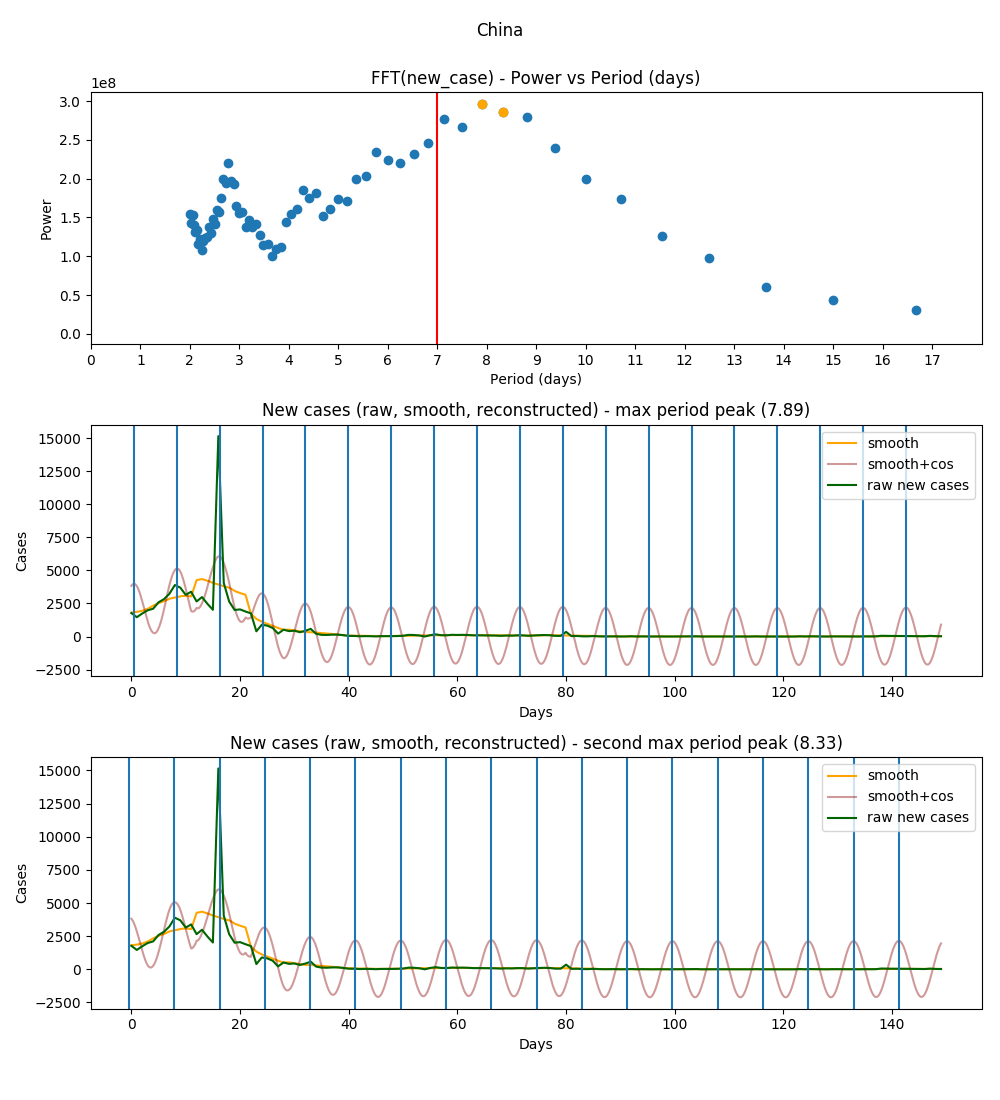 China
FFT(new_case) - Power vs Period (days)
1e8
3.0
2.5
2.0
1.5
1.0
0.5
0.0
Power
0 1 2 3 4 5 6 7 8 9 10 11 12 13 14 15 16 17
Period (days)
New cases (raw, smooth, reconstructed) - max period peak (7.89)
15000
12500
10000
7500
5000
2500
0
−2500
Cases
smooth
smooth+cos
raw new cases
0 20 40 60 80 100 120 140
Days
New cases (raw, smooth, reconstructed) - second max period peak (8.33)
15000
12500
10000
7500
5000
2500
0
−2500
Cases
smooth
smooth+cos
raw new cases
0 20 40 60 80 100 120 140
Days